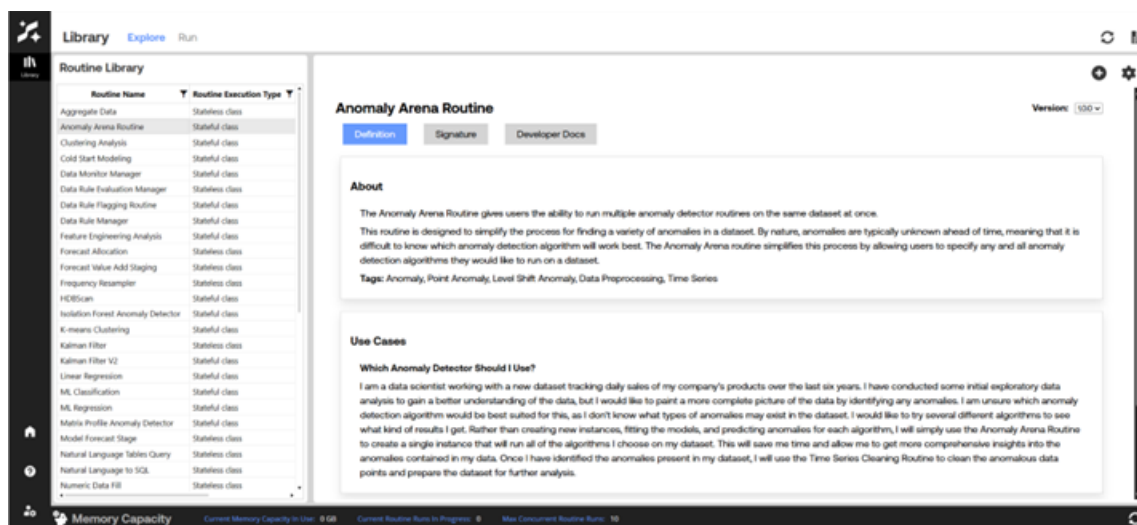 Library Explore Run
Library
Routine Library
Routine Name Routine Execution Type
Aggregate Data Stateless class
Anomaly Arena Routine Stateful class
Clustering Analysis Stateful class
Cold Start Modeling Stateful class
Data Monitor Manager Stateless class
Data Rule Evaluation Manager Stateless class
Data Rule Flagging Routine Stateless class
Data Rule Manager Stateless class
Feature Engineering Analysis Stateful class
Forecast Allocation Stateless class
Forecast Value Add Staging Stateless class
Frequency Resampler Stateless class
HDBScan Stateful class
Isolation Forest Anomaly Detector Stateful class
K-means Clustering Stateful class
Kalman Filter Stateless class
Kalman Filter V2 Stateful class
Linear Regression Stateful class
ML Classification Stateful class
ML Regression Stateful class
Matrix Profile Anomaly Detector Stateful class
Model Forecast Stage Stateless class
Natural Language Tables Query Stateless class
Natural Language to SQL Stateless class
Numeric Data Fill Stateless class
Anomaly Arena Routine
Version: 1.0.0
Definition Signature Developer Docs
About
The Anomaly Arena Routine gives users the ability to run multiple anomaly detector routines on the same dataset at once.
This routine is designed to simplify the process for finding a variety of anomalies in a dataset. By nature, anomalies are typically unknown ahead of time, meaning that it is
difficult to know which anomaly detection algorithm will work best. The Anomaly Arena routine simplifies this process by allowing users to specify any and all anomaly
detection algorithms they would like to run on a dataset.
Tags: Anomaly, Point Anomaly, Level Shift Anomaly, Data Preprocessing, Time Series
Use Cases
Which Anomaly Detector Should I Use?
I am a data scientist working with a new dataset tracking daily sales of my company's products over the last six years. I have conducted some initial exploratory data
analysis to gain a better understanding of the data, but I would like to paint a more complete picture of the data by identifying any anomalies. I am unsure which anomaly
detection algorithm would be best suited for this, as I don't know what types of anomalies may exist in the dataset. I would like to try several different algorithms to see
what kind of results I get. Rather than creating new instances, fitting the models, and predicting anomalies for each algorithm, I will simply use the Anomaly Arena Routine
to create a single instance that will run all of the algorithms I choose on my dataset. This will save me time and allow me to get more comprehensive insights into the
anomalies contained in my data. Once I have identified the anomalies present in my dataset, I will use the Time Series Cleaning Routine to clean the anomalous data
points and prepare the dataset for further analysis.
Memory Capacity Current Memory Capacity In Use: 0 GB Current Routine Runs In Progress: 0 Max Concurrent Routine Runs: 10